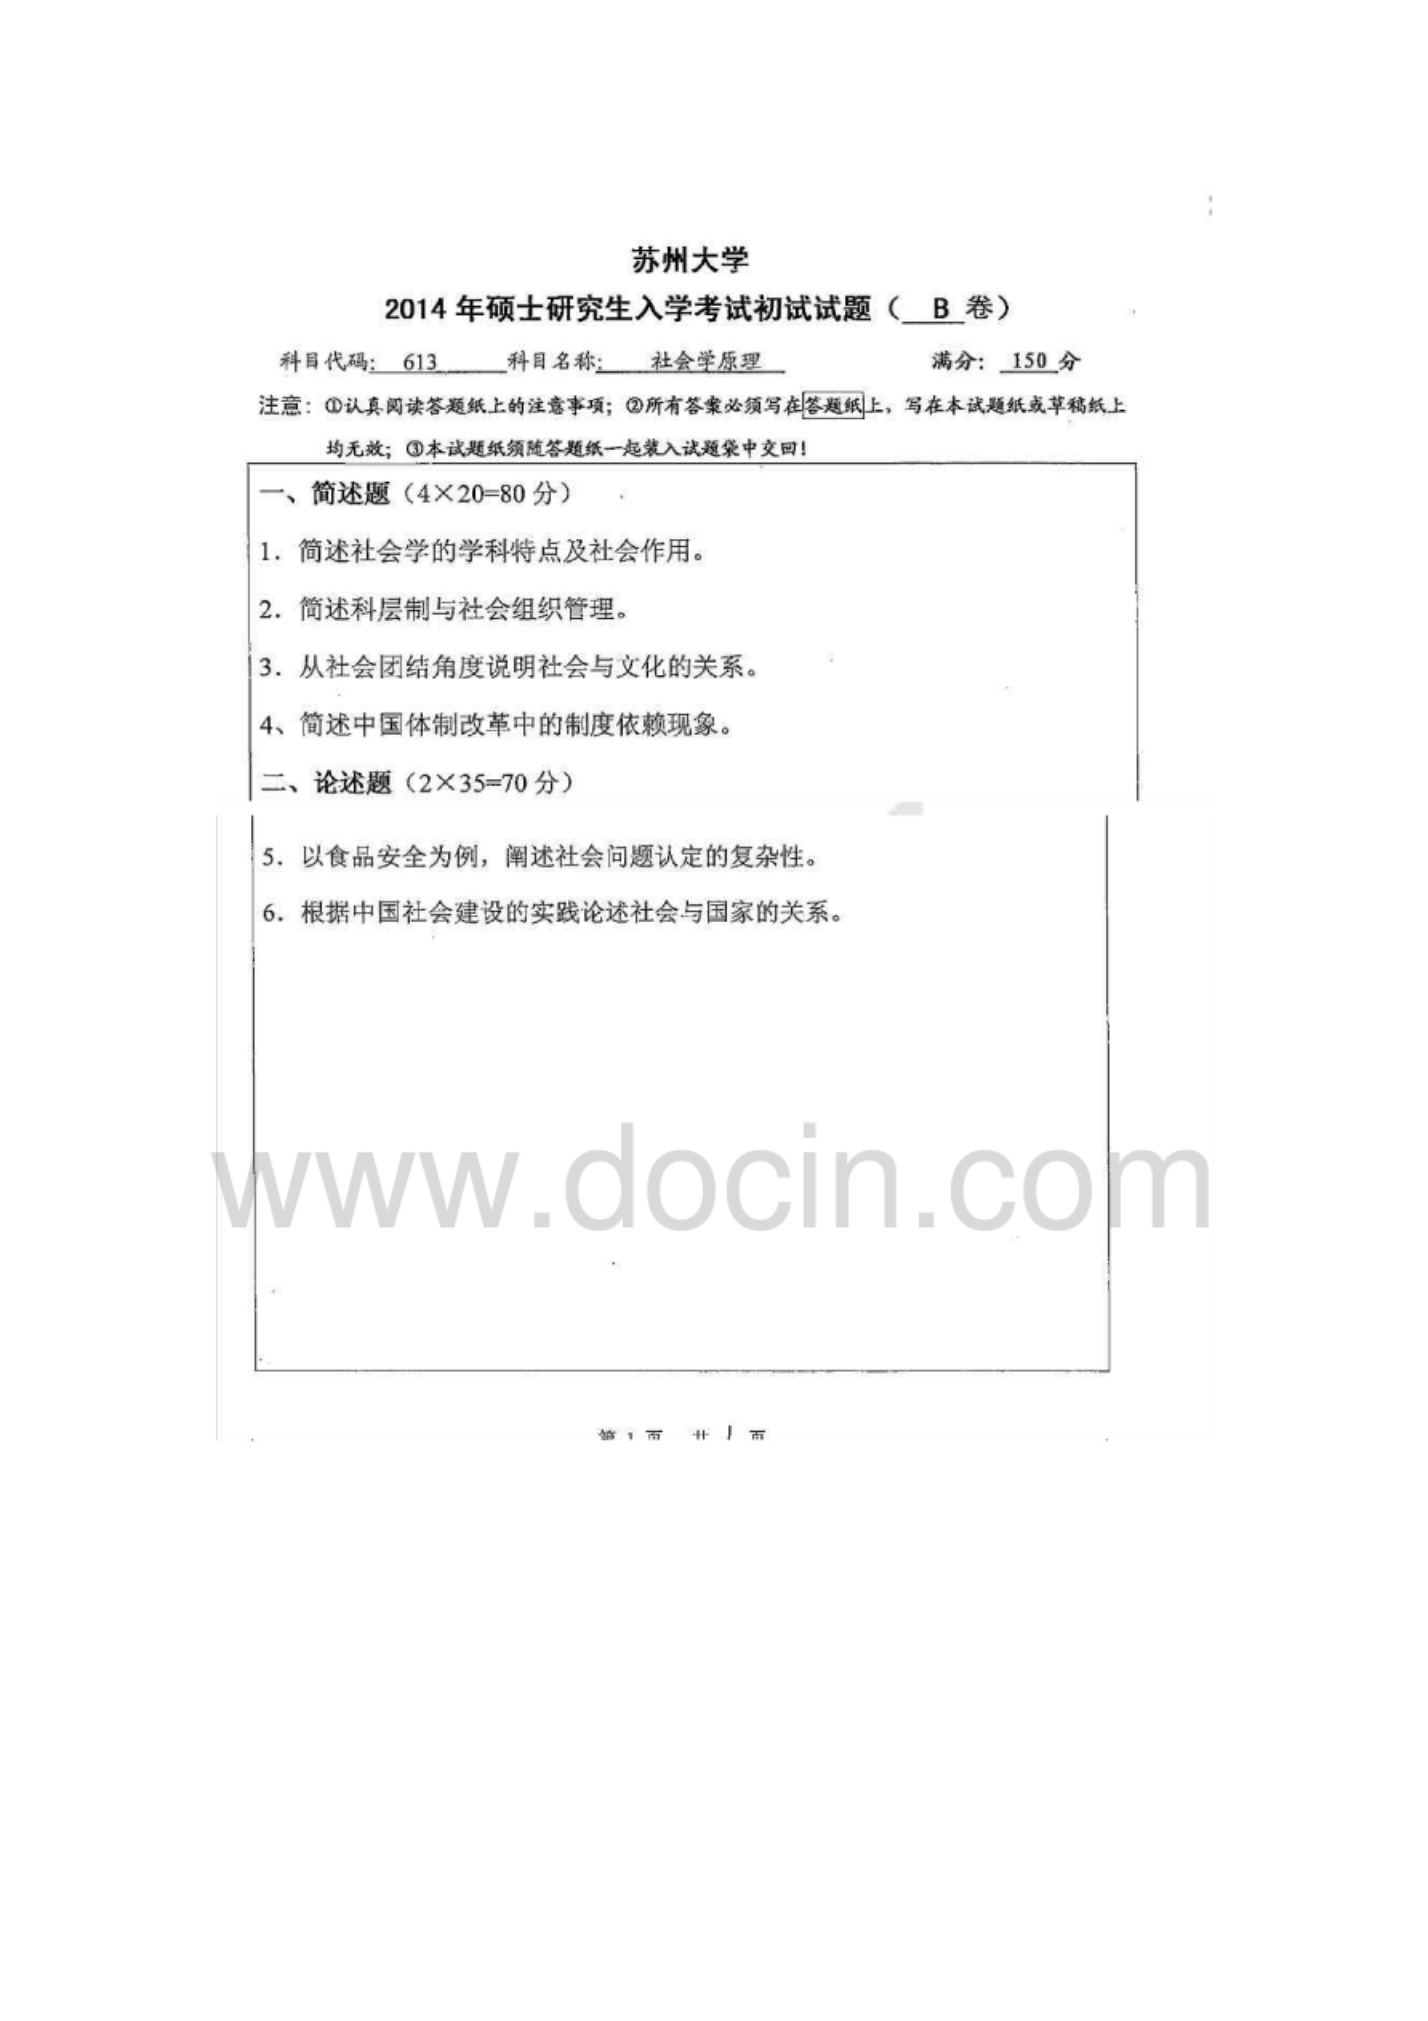 苏州大学
2014 年硕士研究生入学考试初试试题（ B 卷）
科目代码: 613 科目名称: 社会学原理 满分: 150 分
注意：①认真阅读答题纸上的注意事项；②所有答案必须写在答题纸上、写在本试题纸或草稿纸上
均无效；③本试题纸须随答题纸一起装入试题袋中交回!
一、简述题（4×20=80 分）
1．简述社会学的学科特点及社会作用。
2．简述科层制与社会组织管理。
3．从社会团结角度说明社会与文化的关系。
4、简述中国体制改革中的制度依赖现象。
二、论述题（2×35=70 分）
5．以食品安全为例，阐述社会问题认定的复杂性。
6．根据中国社会建设的实践论述社会与国家的关系。
www.docin.com
第 1 页 共 1 页